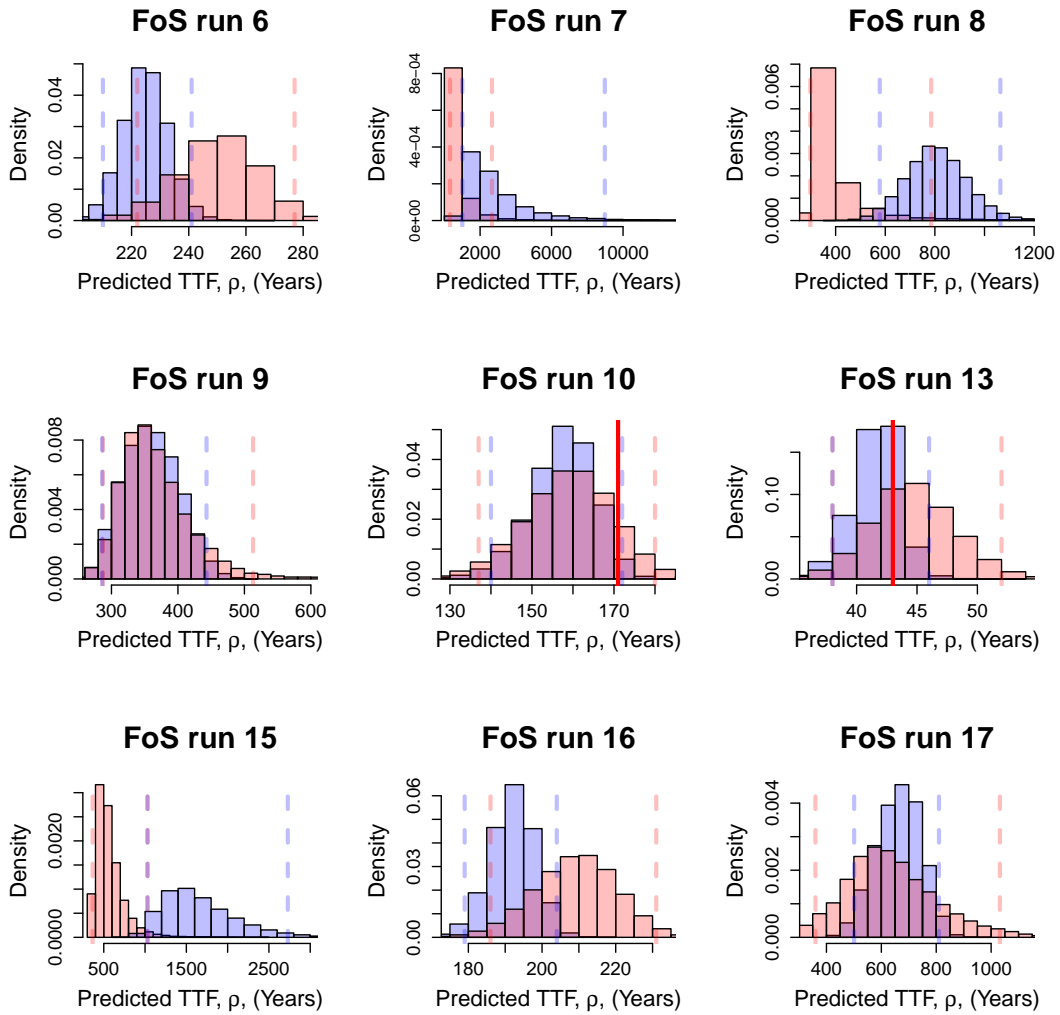 FoS run 6
FoS run 7
FoS run 8
Density
0.00
0.02
0.04
220
240
260
280
Predicted TTF, ρ, (Years)
Density
0e+00
4e−04
8e−04
2000
6000
10000
Predicted TTF, ρ, (Years)
Density
0.000
0.003
0.006
400
600
800
1200
Predicted TTF, ρ, (Years)
FoS run 9
FoS run 10
FoS run 13
Density
0.000
0.004
0.008
300
400
500
600
Predicted TTF, ρ, (Years)
Density
0.00
0.02
0.04
130
150
170
Predicted TTF, ρ, (Years)
Density
0.00
0.10
40
45
50
Predicted TTF, ρ, (Years)
FoS run 15
FoS run 16
FoS run 17
Density
0.0000
0.0020
500
1500
2500
Predicted TTF, ρ, (Years)
Density
0.00
0.03
0.06
180
200
220
Predicted TTF, ρ, (Years)
Density
0.000
0.002
0.004
400
600
800
1000
Predicted TTF, ρ, (Years)